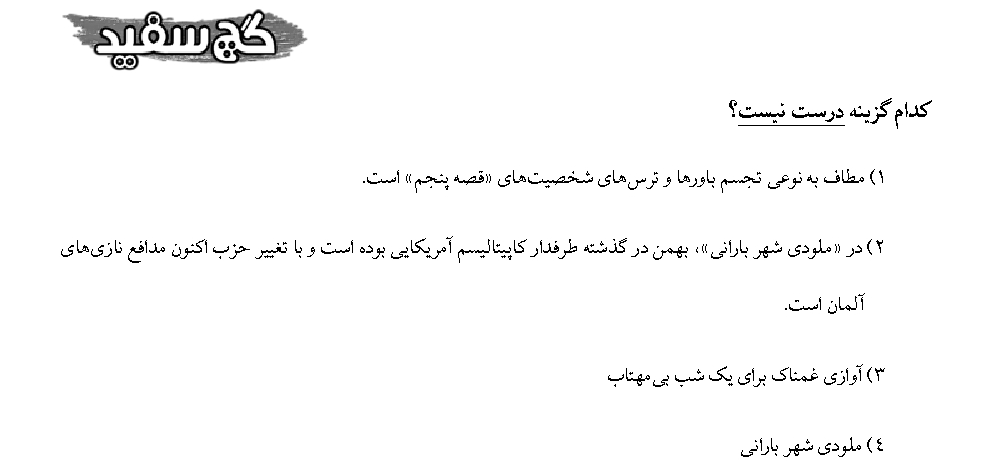 گچ سفید
کدام گزینه درست نیست؟
۱) مطاف به نوعی تجسم باورها و ترس‌های شخصیت‌های «قصه پنجم» است.
۲) در «ملودی شهر بارانی»، بهمن در گذشته طرفدار کاپیتالیسم آمریکایی بوده است و با تغییر حزب اکنون مدافع نازی‌های
آلمان است.
۳) آوازی غمناک برای یک شب بی‌مهتاب
۴) ملودی شهر بارانی